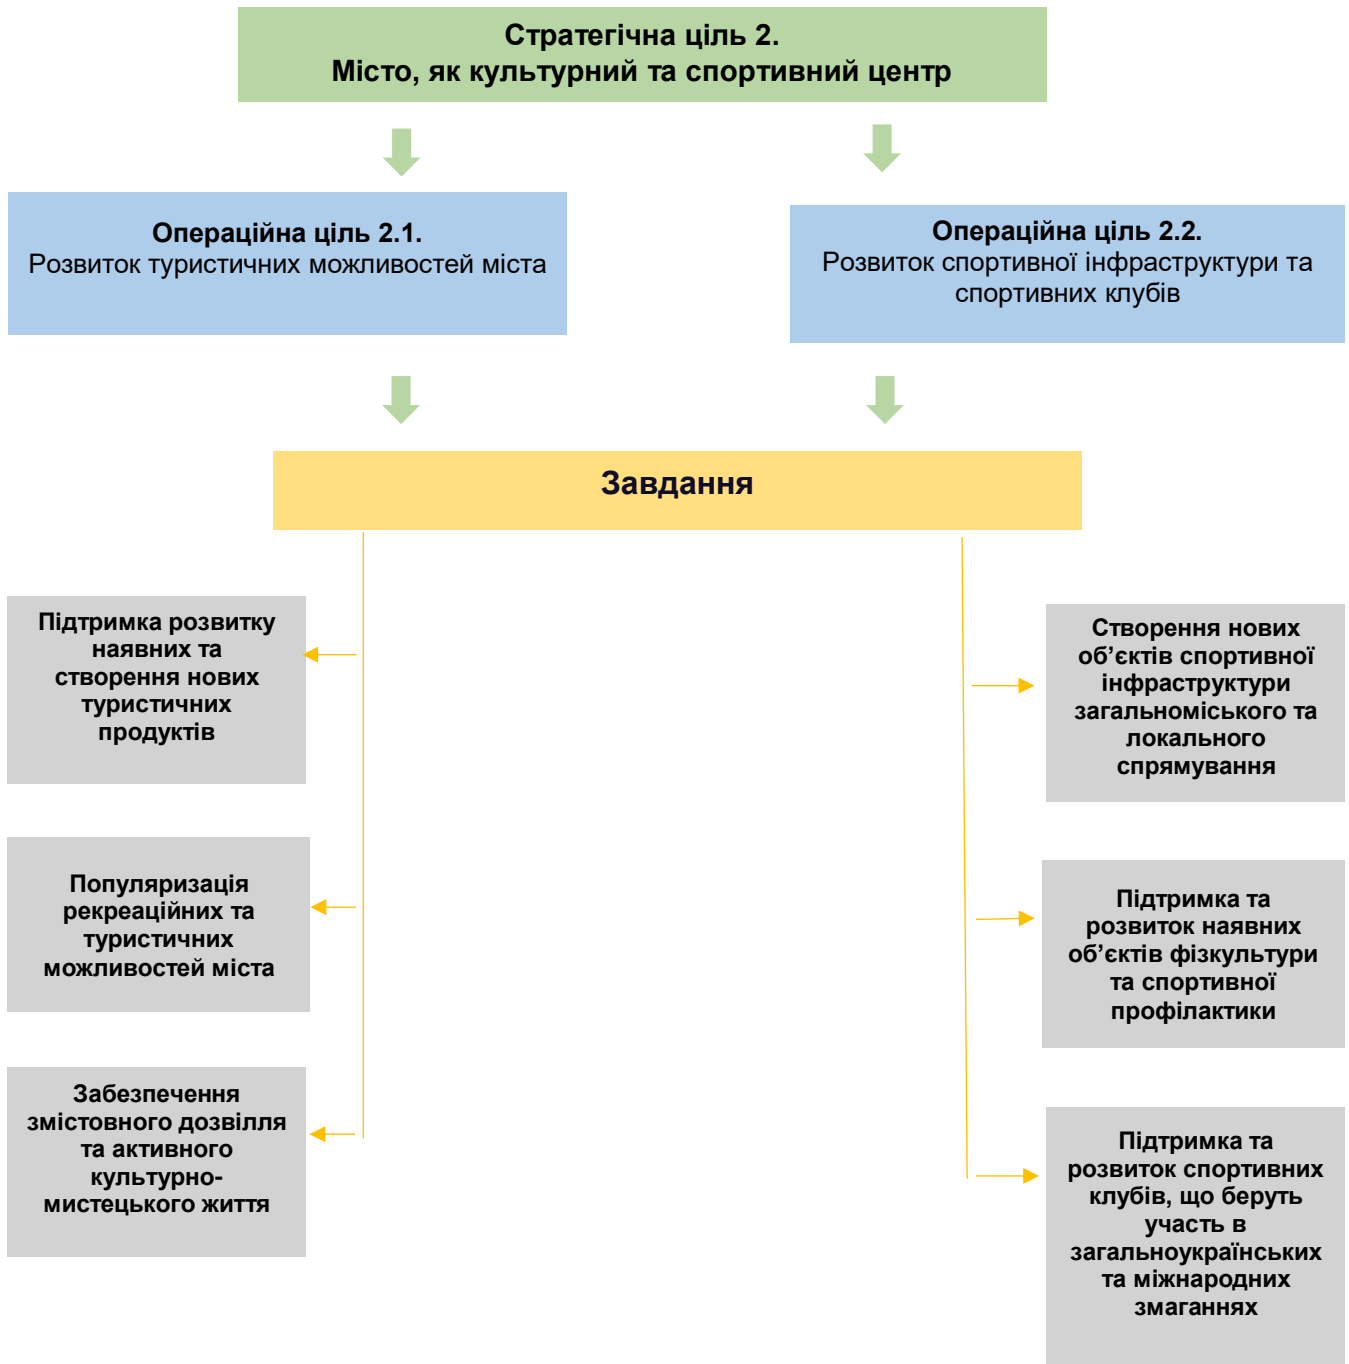 Стратегічна ціль 2.
Місто, як культурний та спортивний центр
Операційна ціль 2.1.
Розвиток туристичних можливостей міста
Операційна ціль 2.2.
Розвиток спортивної інфраструктури та
спортивних клубів
Завдання
Підтримка розвитку
наявних та
створення нових
туристичних
продуктів
Популяризація
рекреаційних та
туристичних
можливостей міста
Забезпечення
змістовного дозвілля
та активного
культурно-
мистецького життя
Створення нових
об’єктів спортивної
інфраструктури
загальноміського та
локального
спрямування
Підтримка та
розвиток наявних
об’єктів фізкультури
та спортивної
профілактики
Підтримка та
розвиток спортивних
клубів, що беруть
участь в
загальноукраїнських
та міжнародних
змаганнях